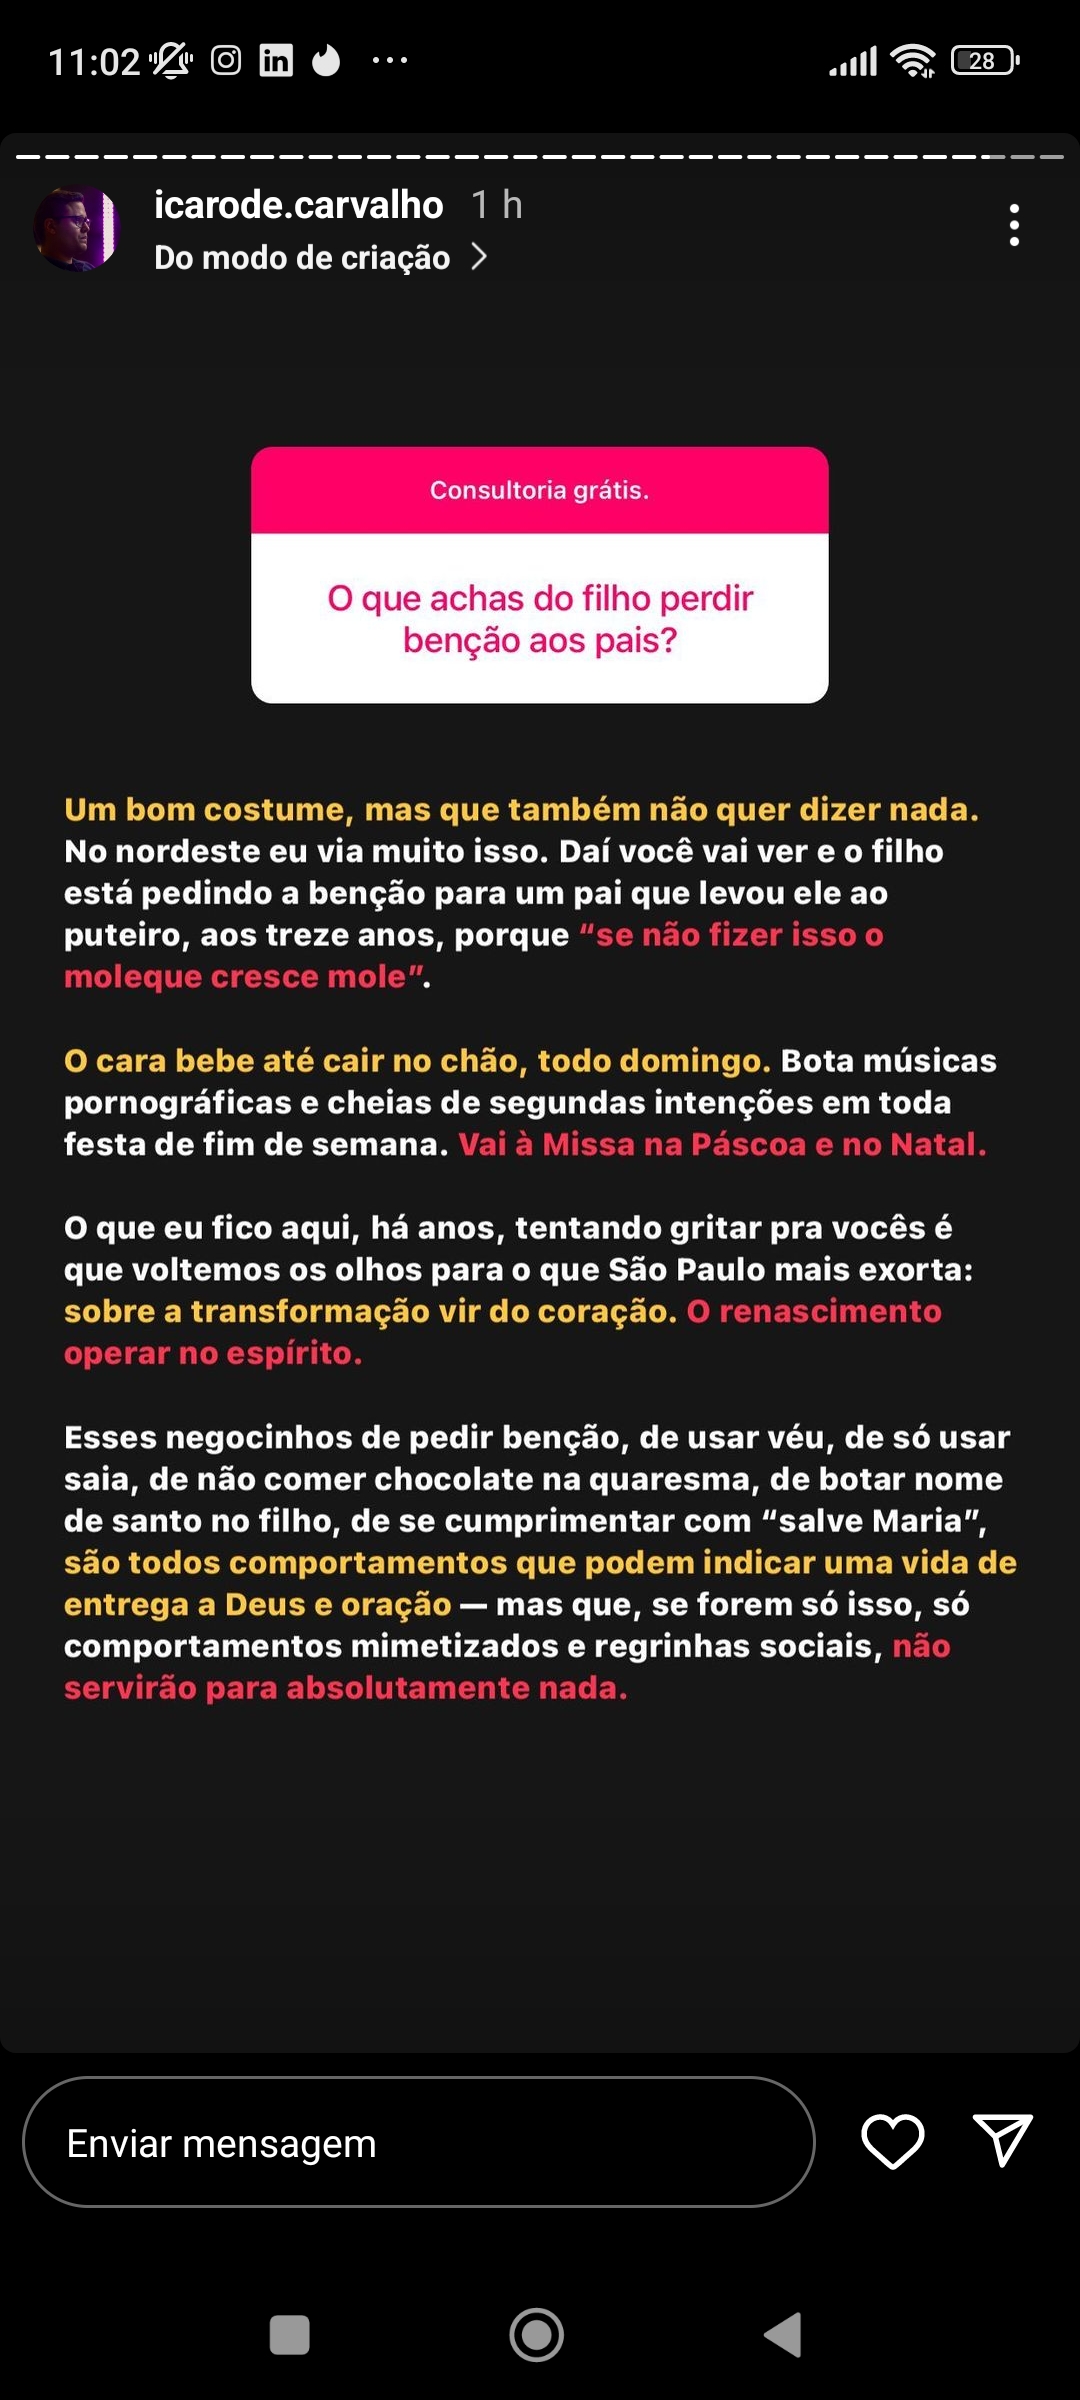 11:02
28
icarode.carvalho 1 h
Do modo de criação
Consultoria grátis.
O que achas do filho perdir
benção aos pais?
Um bom costume, mas que também não quer dizer nada.
No nordeste eu via muito isso. Daí você vai ver e o filho
está pedindo a benção para um pai que levou ele ao
puteiro, aos treze anos, porque “se não fizer isso o
moleque cresce mole”.
O cara bebe até cair no chão, todo domingo. Bota músicas
pornográficas e cheias de segundas intenções em toda
festa de fim de semana. Vai à Missa na Páscoa e no Natal.
O que eu fico aqui, há anos, tentando gritar pra vocês é
que voltemos os olhos para o que São Paulo mais exorta:
sobre a transformação vir do coração. O renascimento
operar no espírito.
Esses negocinhos de pedir benção, de usar véu, de só usar
saia, de não comer chocolate na quaresma, de botar nome
de santo no filho, de se cumprimentar com “salve Maria”,
são todos comportamentos que podem indicar uma vida de
entrega a Deus e oração — mas que, se forem só isso, só
comportamentos mimetizados e regrinhas sociais, não
servirão para absolutamente nada.
Enviar mensagem